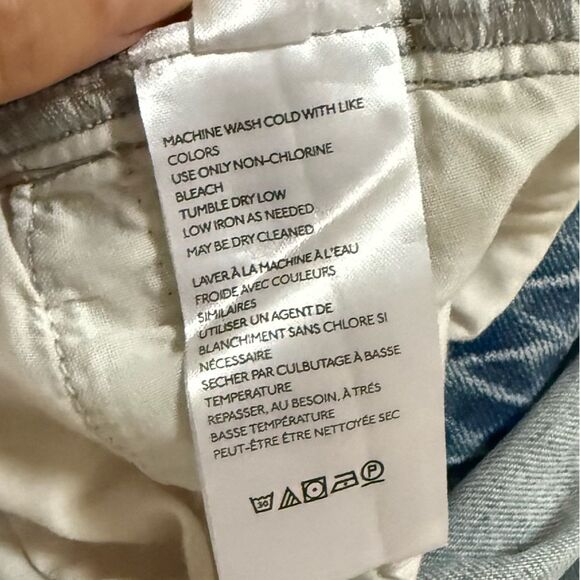 MACHINE WASH COLD WITH LIKE
COLORS
USE ONLY NON-CHLORINE
BLEACH
TUMBLE DRY LOW
LOW IRON AS NEEDED
MAY BE DRY CLEANED
LAVER À LA MACHINE À L'EAU
FROIDE AVEC COULEURS
SIMILAIRES
UTILISER UN AGENT DE
BLANCHIMENT SANS CHLORE SI
NÉCESSAIRE
SECHER PAR CULBUTAGE À BASSE
TEMPERATURE
REPASSER, AU BESOIN, À TRÉS
BASSE TEMPÉRATURE
PEUT-ÊTRE ÊTRE NETTOYÉE SEC
30 P